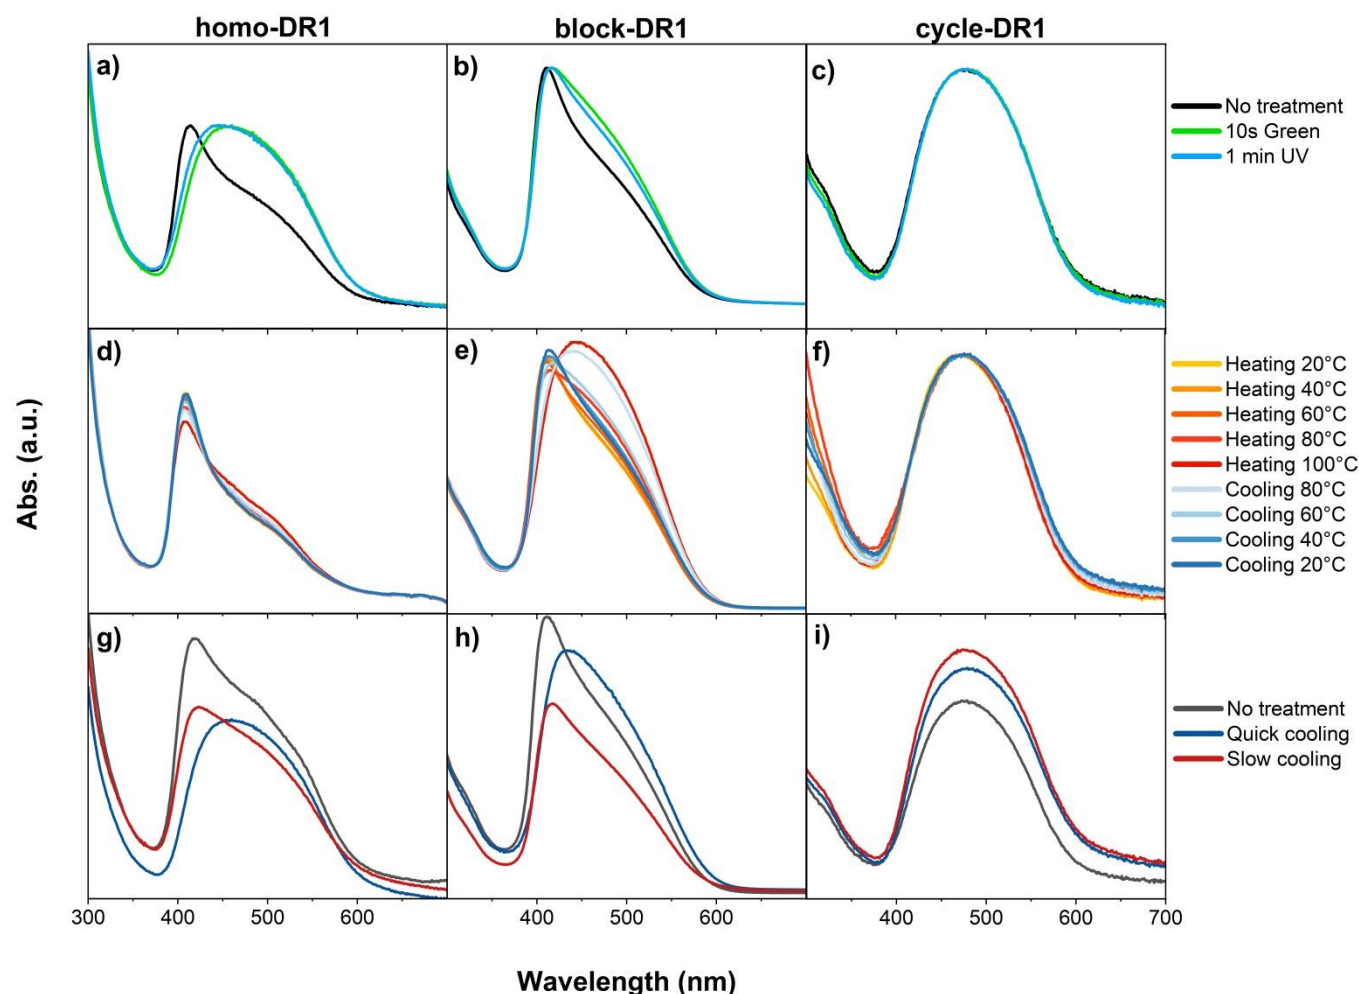 homo-DR1 block-DR1 cycle-DR1
a) b) c)
No treatment
10s Green
1 min UV
d) e) f)
Heating 20°C
Heating 40°C
Heating 60°C
Heating 80°C
Heating 100°C
Cooling 80°C
Cooling 60°C
Cooling 40°C
Cooling 20°C
Abs. (a.u.)
g) h) i)
No treatment
Quick cooling
Slow cooling
300 400 500 600 400 500 600 300 400 500 600 700
Wavelength (nm)